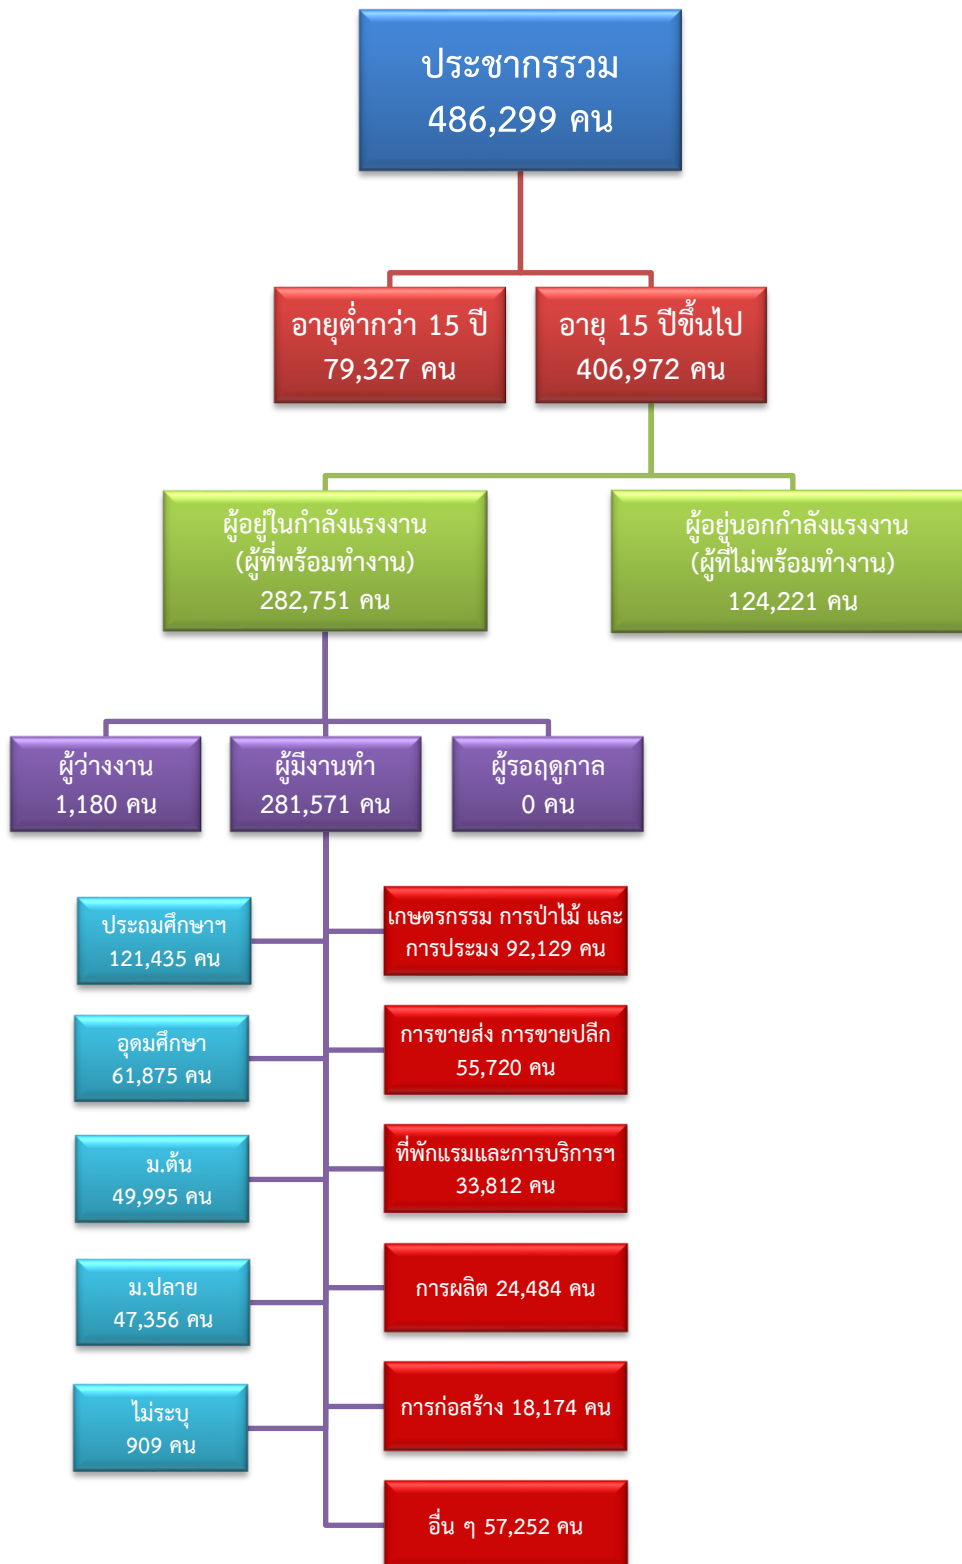 ประชากรรวม
486,299 คน
อายุต่ำกว่า 15 ปี
79,327 คน
อายุ 15 ปีขึ้นไป
406,972 คน
ผู้อยู่ในกำลังแรงงาน
(ผู้ที่พร้อมทำงาน)
282,751 คน
ผู้อยู่นอกกำลังแรงงาน
(ผู้ที่ไม่พร้อมทำงาน)
124,221 คน
ผู้ว่างงาน
1,180 คน
ผู้มีงานทำ
281,571 คน
ผู้รอฤดูกาล
0 คน
ประถมศึกษาฯ
121,435 คน
อุดมศึกษา
61,875 คน
ม.ต้น
49,995 คน
ม.ปลาย
47,356 คน
ไม่ระบุ
909 คน
เกษตรกรรม การป่าไม้ และ
การประมง 92,129 คน
การขายส่ง การขายปลีก
55,720 คน
ที่พักแรมและการบริการฯ
33,812 คน
การผลิต 24,484 คน
การก่อสร้าง 18,174 คน
อื่น ๆ 57,252 คน